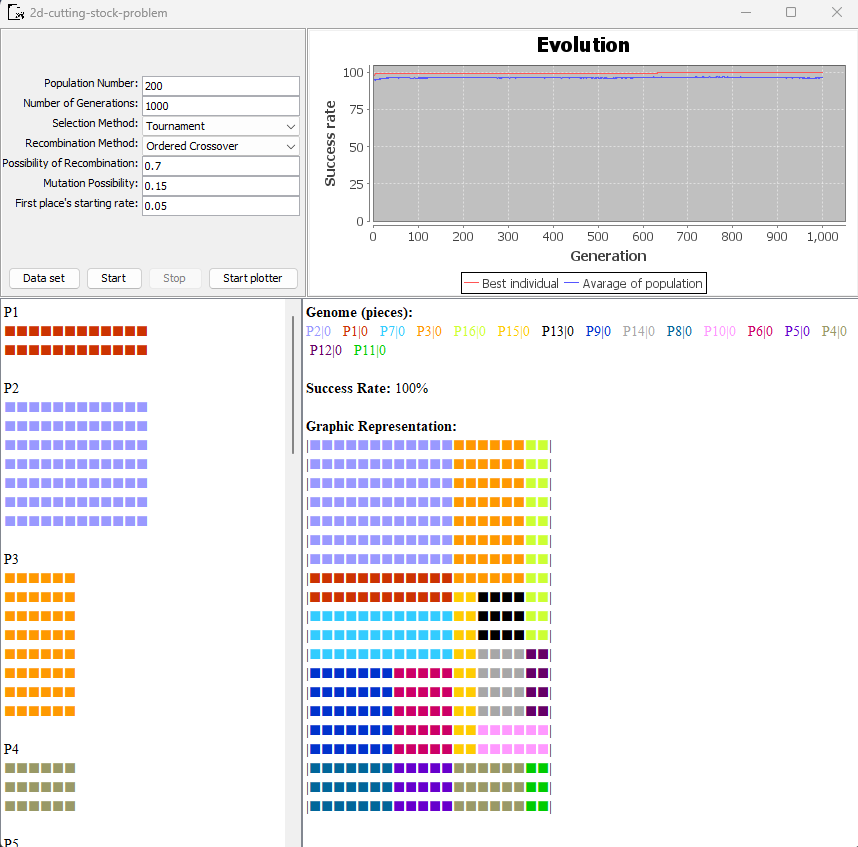 2d-cutting-stock-problem
Population Number: 200
Number of Generations: 1000
Selection Method: Tournament
Recombination Method: Ordered Crossover
Possibility of Recombination: 0.7
Mutation Possibility: 0.15
First place's starting rate: 0.05
Data set Start Stop Start plotter
Evolution
Success rate
100
75
50
25
0
0 100 200 300 400 500 600 700 800 900 1,000
Generation
Best individual Avarage of population
P1
P2
P3
P4
P5
Genome (pieces):
P2|0 P1|0 P7|0 P3|0 P16|0 P15|0 P13|0 P9|0 P14|0 P8|0 P10|0 P6|0 P5|0 P4|0
P12|0 P11|0
Success Rate: 100%
Graphic Representation: